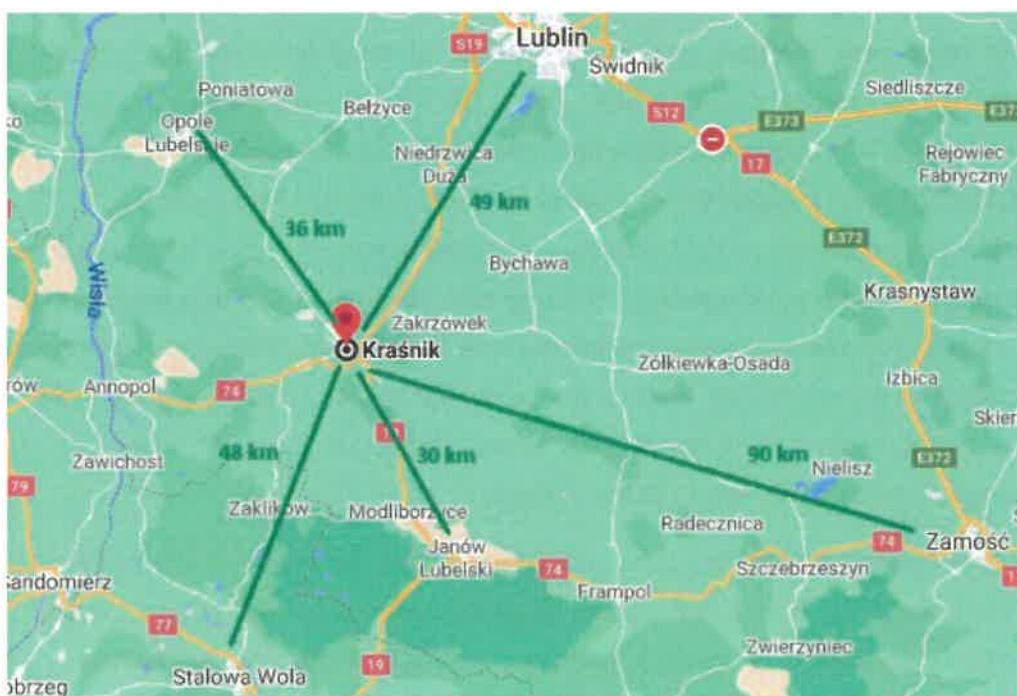 Lublin
S19
Świdnik
Siedliszcze
Poniatowa
Bełżyce
S12
E373
E373
Opole
Lubelskie
Niedrzwica
Duża
17
Rejowiec
Fabryczny
49 km
36 km
E372
Bychawa
Wisła
Krasnystaw
Zakrzówek
Kraśnik
Żółkiewka-Osada
Izbica
Annopol
74
Zawichost
48 km
30 km
90 km
Nielisz
E372
79
Zaklików
Modliborzyce
Radecznica
Janów
Lubelski
74
Zamość
74
Szczebrzeszyn
Sandomierz
Frampol
77
Zwierzyniec
19
Stalowa Wola
obrzeg